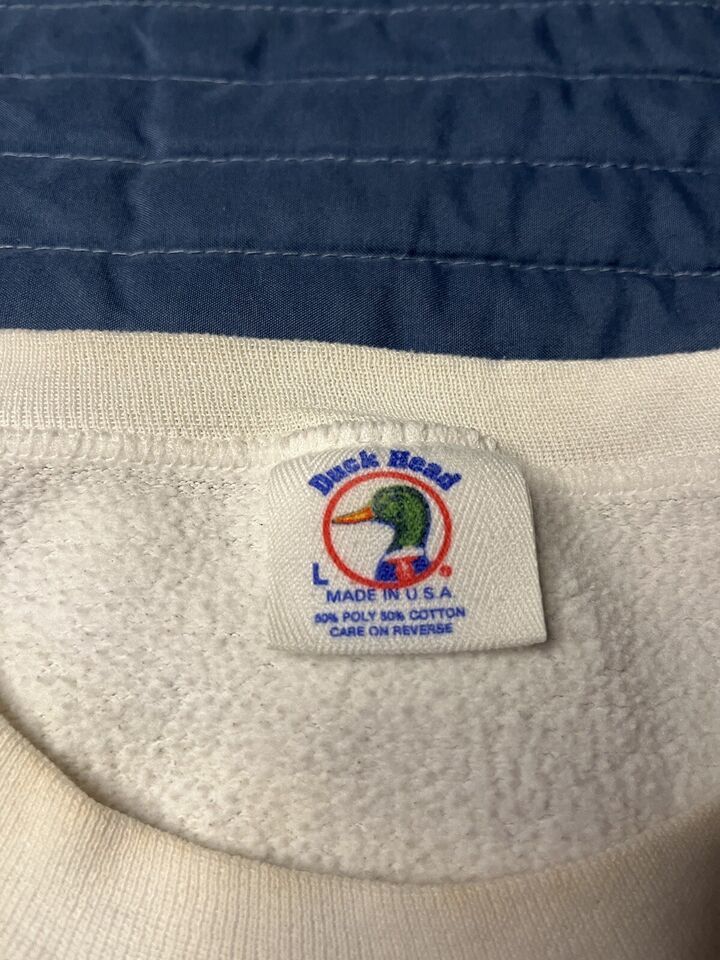 Duck Head
L
MADE IN U.S.A
50% POLY 50% COTTON
CARE ON REVERSE